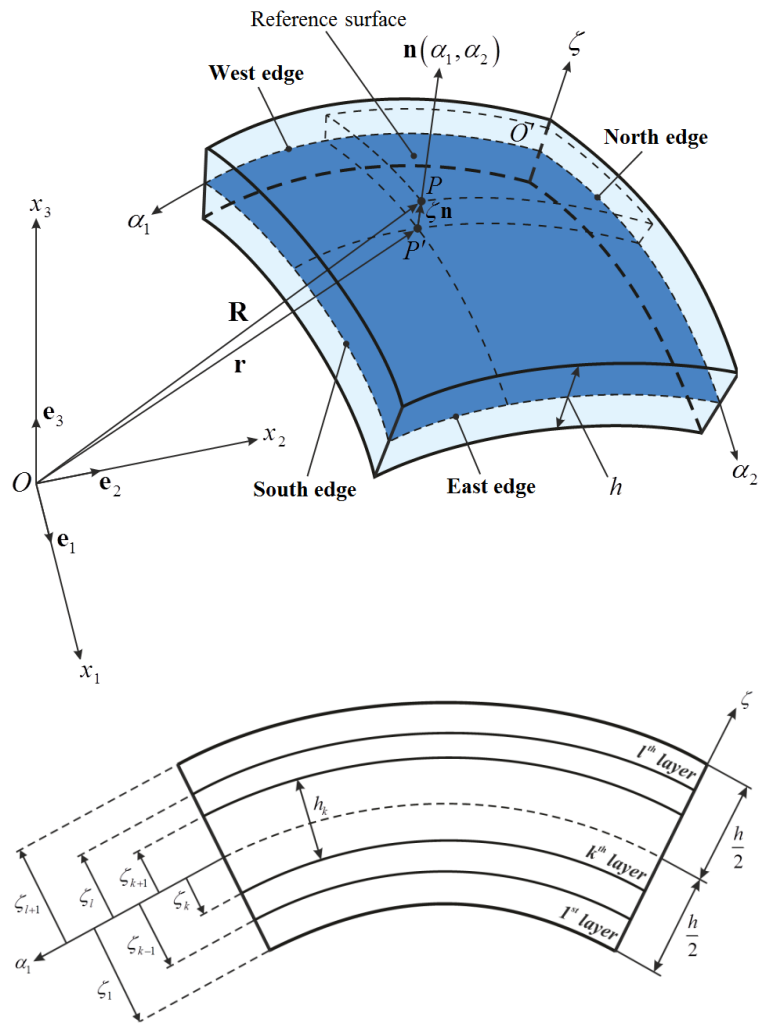 Reference surface
n(α₁,α₂)
ζ
West edge
O'
North edge
P
ζn
α₁
x₃
P'
R
r
e₃
x₂
O
e₂
South edge
East edge
h
α₂
e₁
x₁
ζ
lᵗʰ layer
hₖ
h/2
kᵗʰ layer
ζₗ₊₁
ζₗ
ζₖ₊₁
ζₖ
ζₖ₋₁
1ˢᵗ layer
h/2
α₁
ζ₁